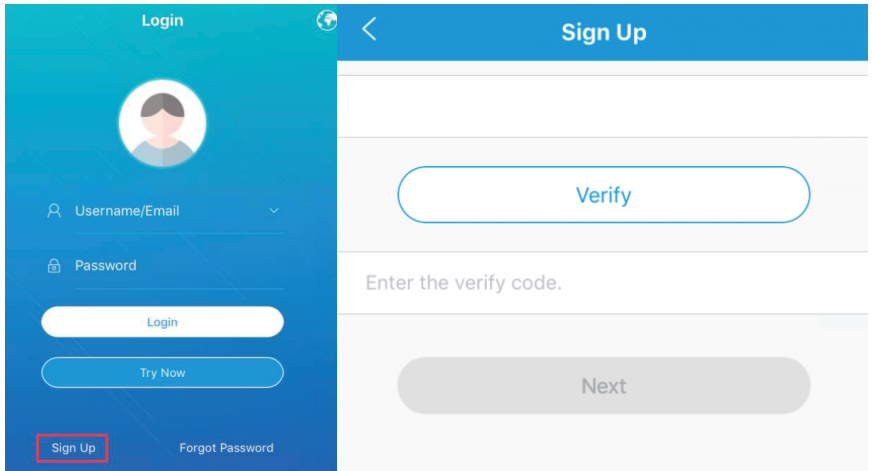 Login
Username/Email
Password
Login
Try Now
Sign Up
Forgot Password
Sign Up
Verify
Enter the verify code.
Next